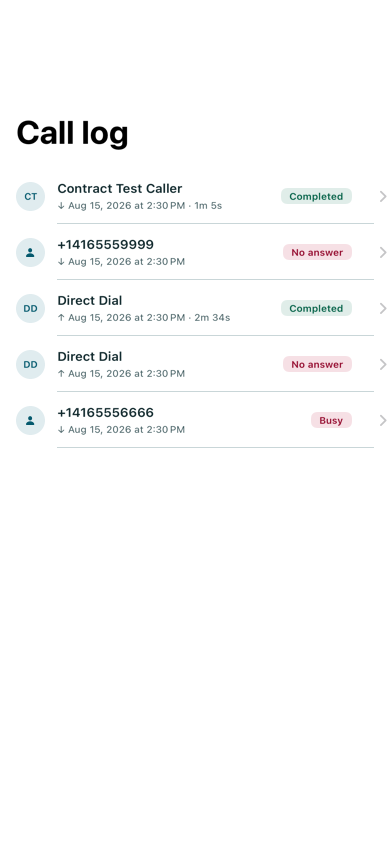 Call log
CT
Contract Test Caller
↓ Aug 15, 2026 at 2:30 PM · 1m 5s
Completed
+14165559999
↓ Aug 15, 2026 at 2:30 PM
No answer
DD
Direct Dial
↑ Aug 15, 2026 at 2:30 PM · 2m 34s
Completed
DD
Direct Dial
↑ Aug 15, 2026 at 2:30 PM
No answer
+14165556666
↓ Aug 15, 2026 at 2:30 PM
Busy